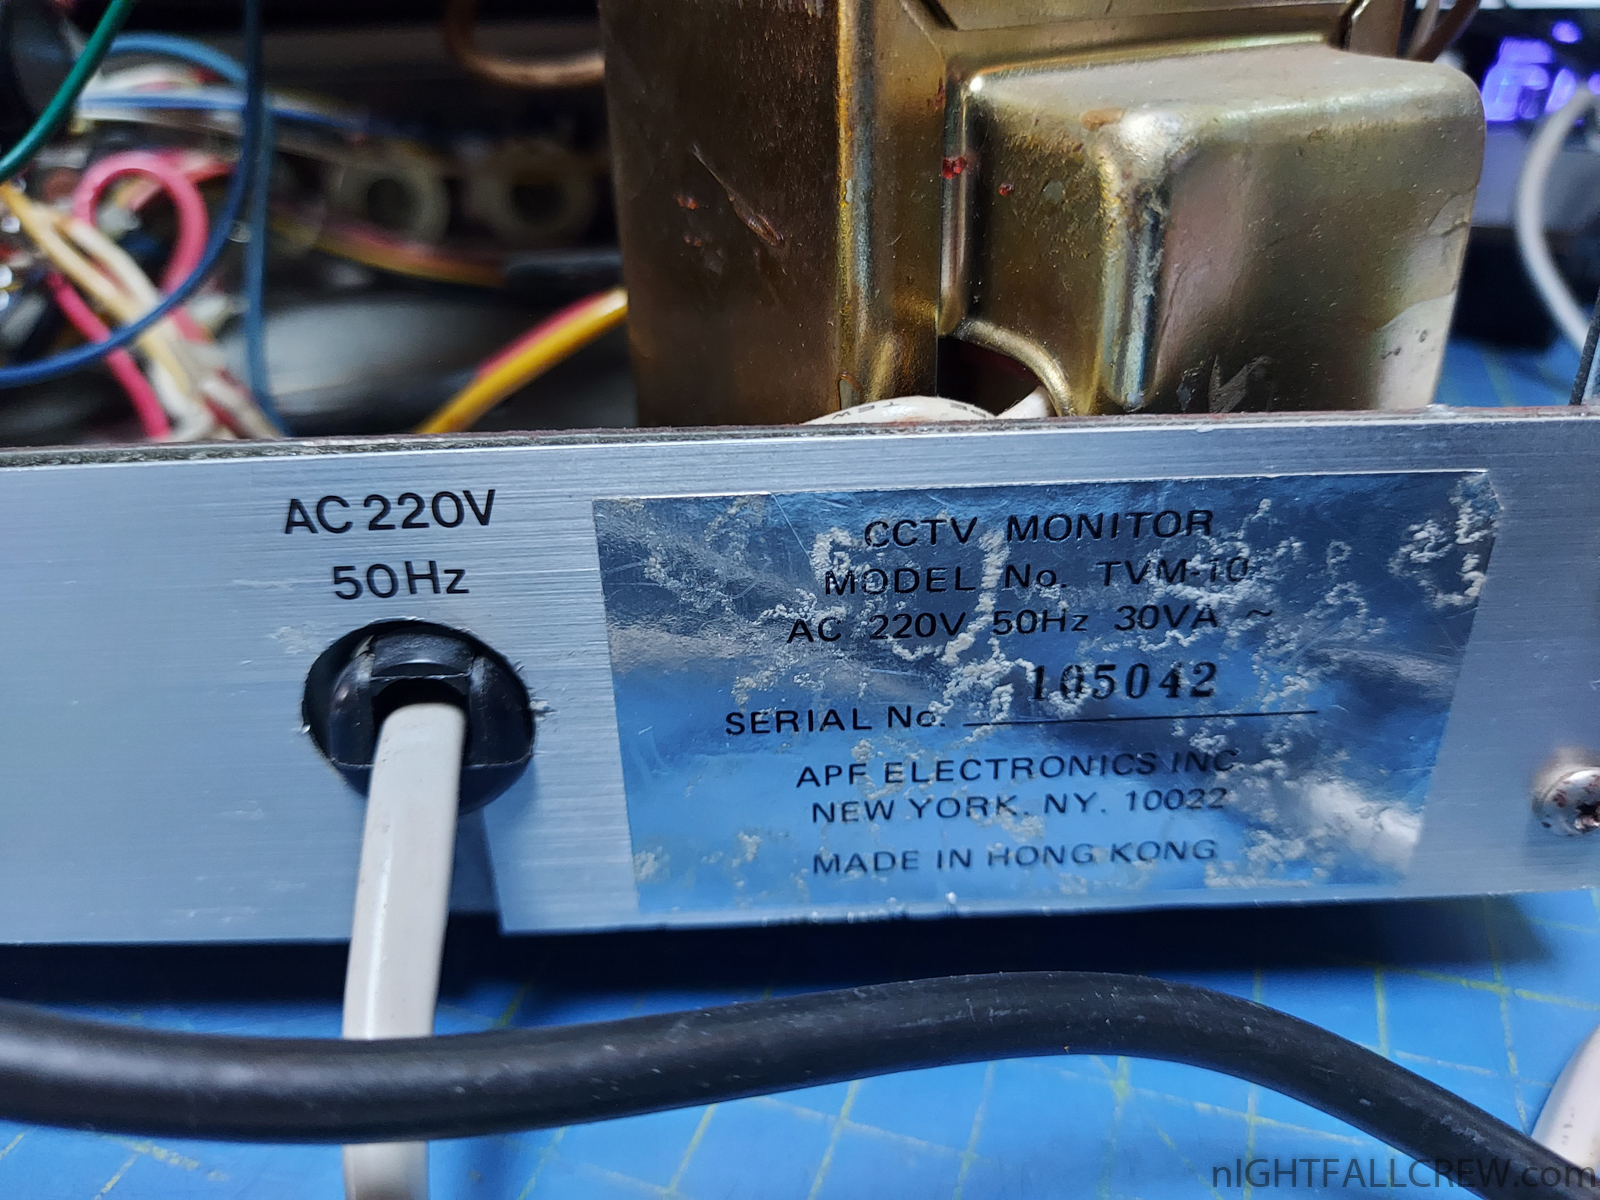 AC 220V
50Hz
CCTV MONITOR
MODEL No. TVM-10
AC 220V 50Hz 30VA ~
105042
SERIAL No.
APF ELECTRONICS INC
NEW YORK, NY. 10022
MADE IN HONG KONG
nIGHTFALLCREW.com